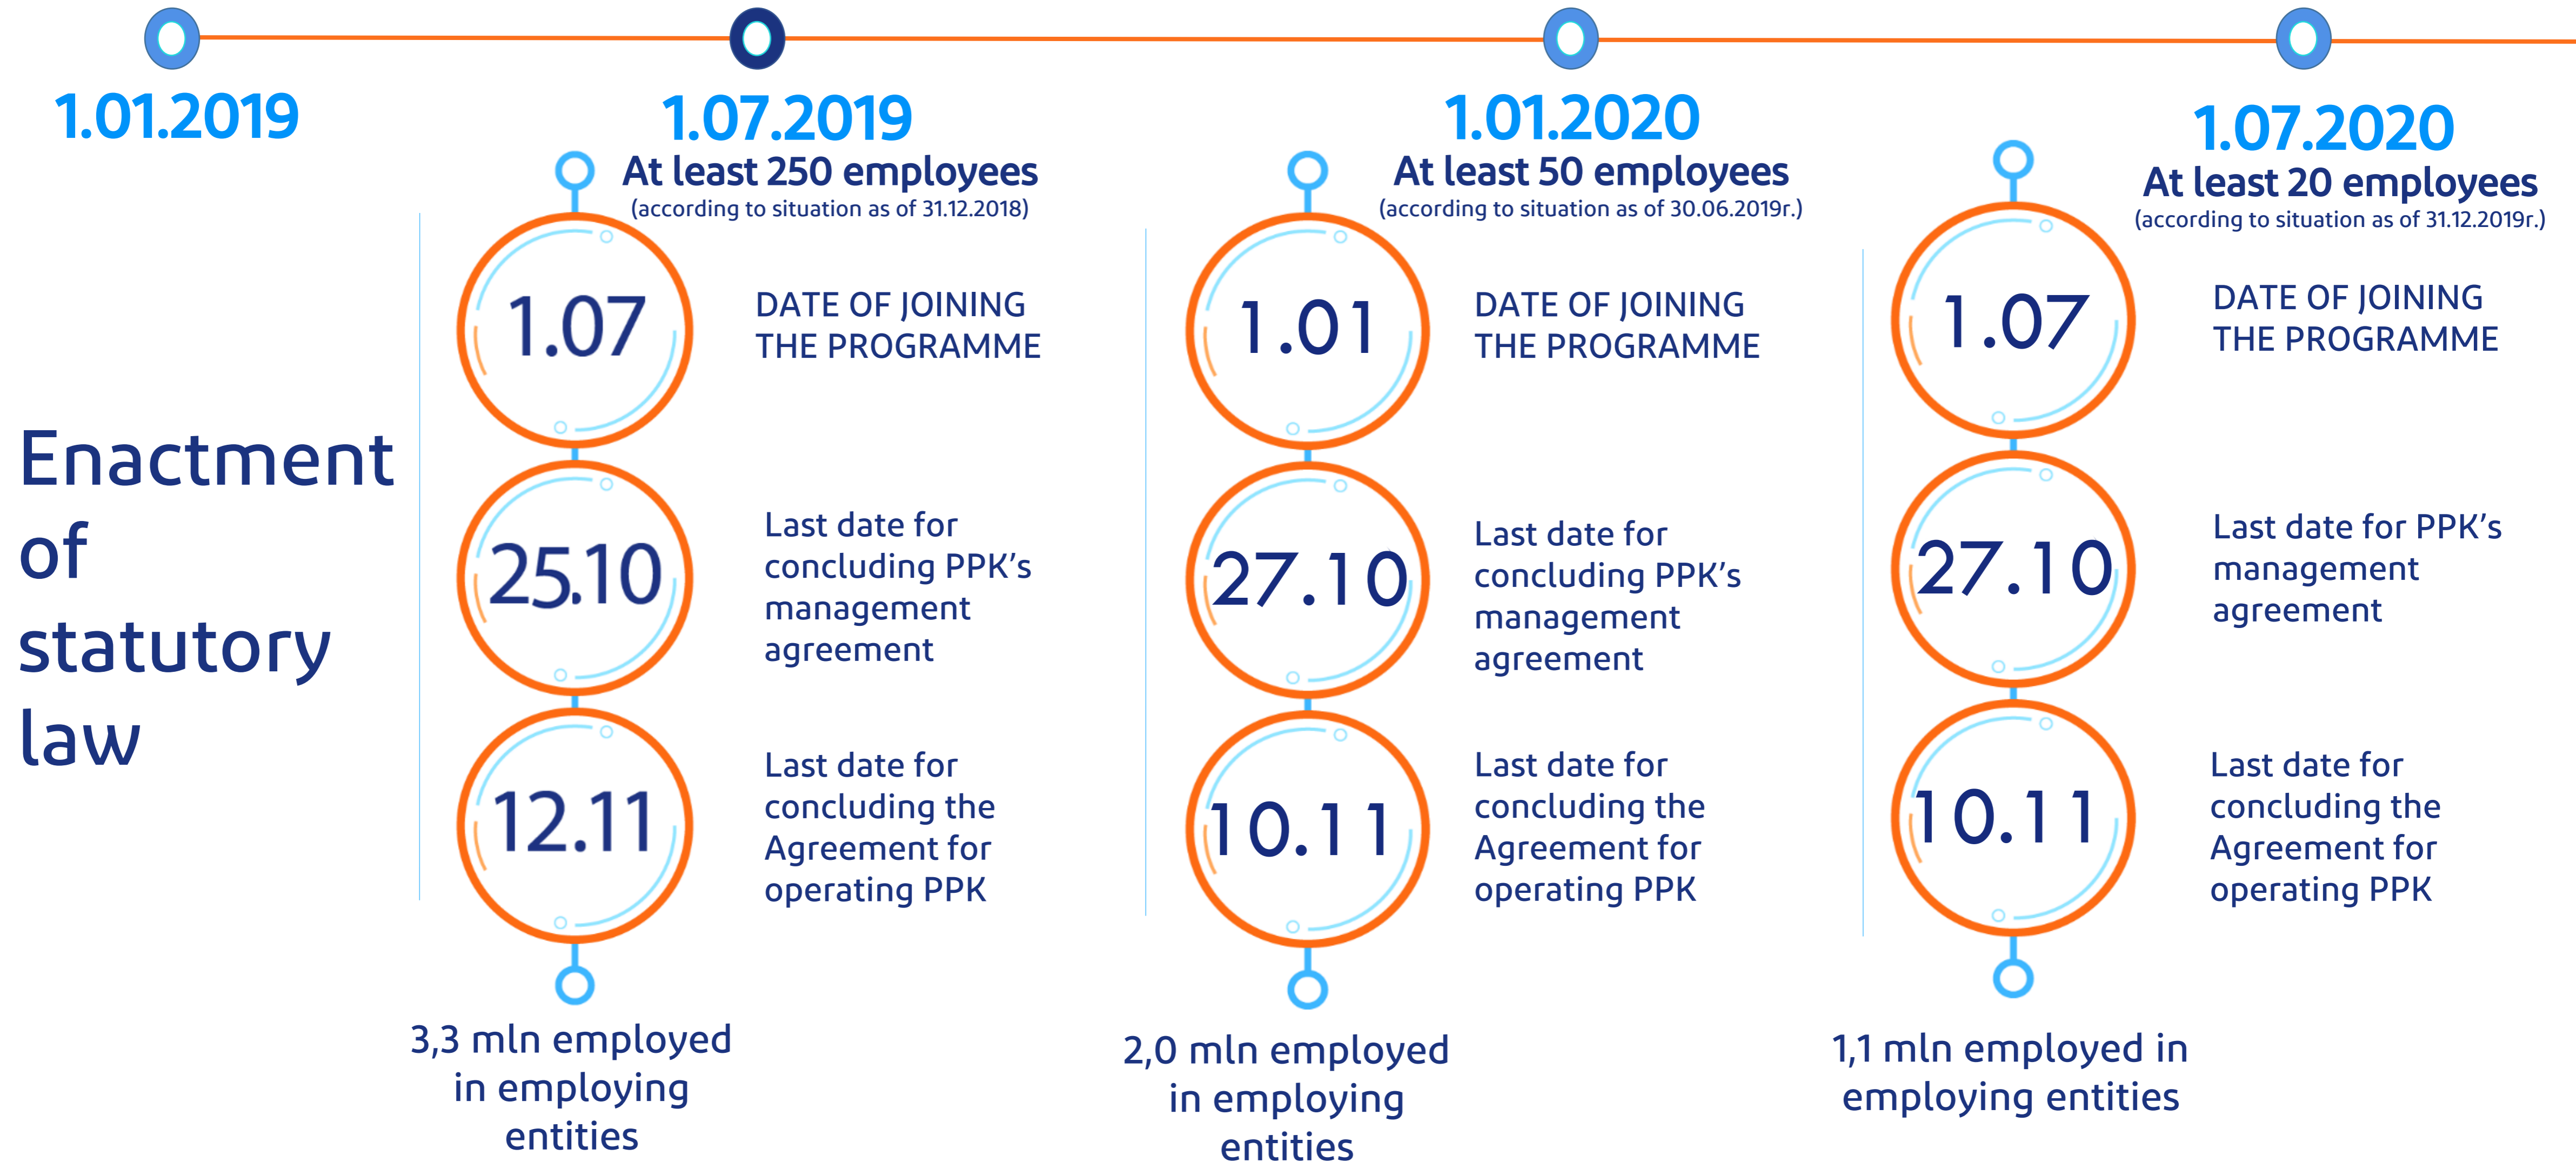 1.01.2019
Enactment
of
statutory
law
1.07.2019
At least 250 employees
(according to situation as of 31.12.2018)
1.07
DATE OF JOINING
THE PROGRAMME
25.10
Last date for
concluding PPK’s
management
agreement
12.11
Last date for
concluding the
Agreement for
operating PPK
3,3 mln employed
in employing
entities
1.01.2020
At least 50 employees
(according to situation as of 30.06.2019r.)
1.01
DATE OF JOINING
THE PROGRAMME
27.10
Last date for
concluding PPK’s
management
agreement
10.11
Last date for
concluding the
Agreement for
operating PPK
2,0 mln employed
in employing
entities
1.07.2020
At least 20 employees
(according to situation as of 31.12.2019r.)
1.07
DATE OF JOINING
THE PROGRAMME
27.10
Last date for PPK’s
management
agreement
10.11
Last date for
concluding the
Agreement for
operating PPK
1,1 mln employed in
employing entities